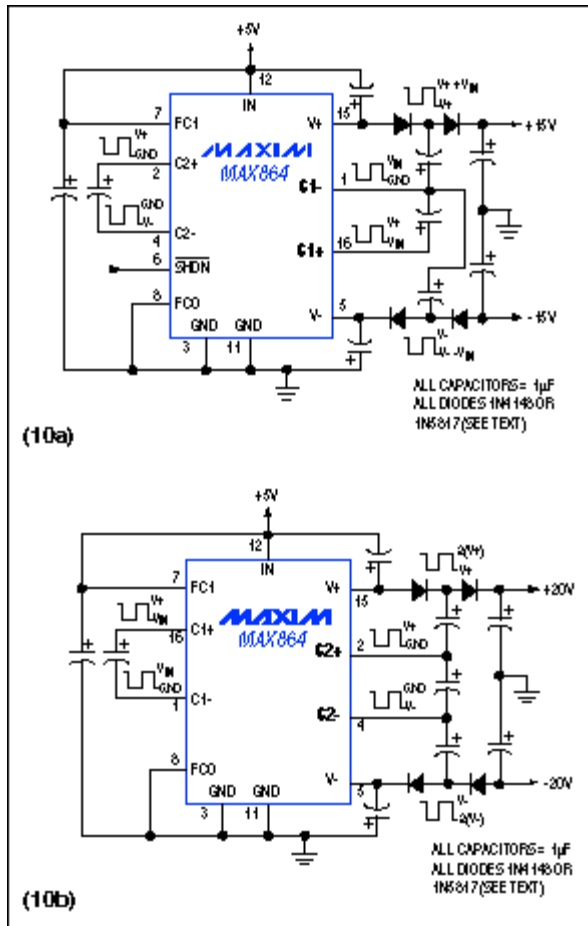 +5V
12
IN
7
FC1
V+
15
V+ +VIN
V+
+15V
MAXIM
MAX864
V+
GND
2
C2+
VIN
GND
1
C1-
GND
V-
4
C2-
C1+
16
V+
VIN
6
SHDN
8
FC0
V-
5
-15V
GND
GND
3
11
V-
V- -VIN
ALL CAPACITORS = 1µF
ALL DIODES 1N4148 OR
1N5817 (SEE TEXT)
(10a)
+5V
12
IN
7
FC1
V+
15
2(V+)
V+
+20V
MAXIM
MAX864
V+
VIN
16
C1+
C2+
2
V+
GND
VIN
GND
1
C1-
C2-
4
GND
V-
8
FC0
V-
5
-20V
GND
GND
3
11
V-
2(V-)
ALL CAPACITORS = 1µF
ALL DIODES 1N4148 OR
1N5817 (SEE TEXT)
(10b)